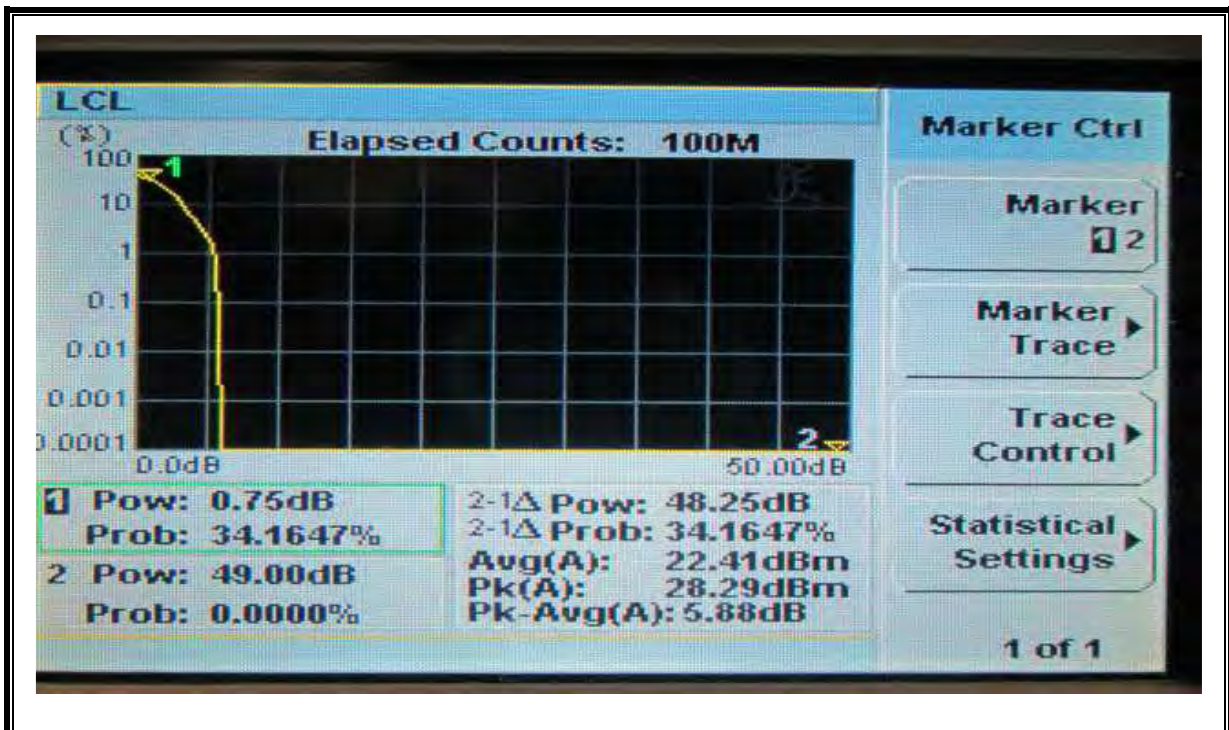 LCL
(%)
Elapsed Counts: 100M
100
1
10
1
0.1
0.01
0.001
0.0001
2
0.0dB
50.00dB
1 Pow: 0.75dB
Prob: 34.1647%
2 Pow: 49.00dB
Prob: 0.0000%
2-1Δ Pow: 48.25dB
2-1Δ Prob: 34.1647%
Avg(A): 22.41dBm
Pk(A): 28.29dBm
Pk-Avg(A): 5.88dB
Marker Ctrl
Marker
1 2
Marker
Trace
Trace
Control
Statistical
Settings
1 of 1